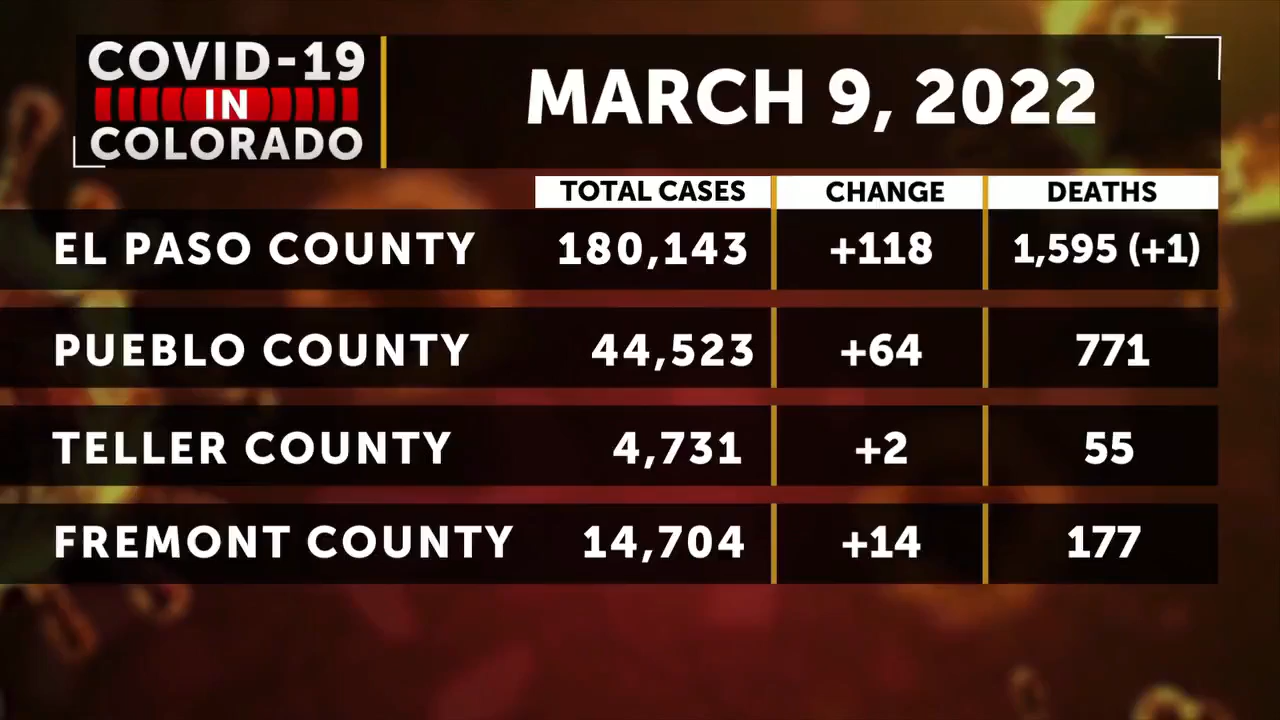 COVID-19
IN
COLORADO
MARCH 9, 2022
TOTAL CASES CHANGE DEATHS
EL PASO COUNTY 180,143 +118 1,595 (+1)
PUEBLO COUNTY 44,523 +64 771
TELLER COUNTY 4,731 +2 55
FREMONT COUNTY 14,704 +14 177